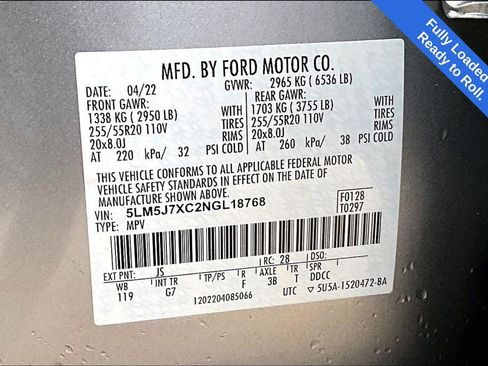 Fully Loaded
Ready to Roll.
MFD. BY FORD MOTOR CO.
DATE: 04/22 GVWR: 2965 KG ( 6536 LB)
FRONT GAWR: REAR GAWR:
1338 KG ( 2950 LB) WITH 1703 KG ( 3755 LB) WITH
255/55R20 110V TIRES 255/55R20 110V TIRES
20x8.0J RIMS 20x8.0J RIMS
AT 220 kPa/ 32 PSI COLD AT 260 kPa/ 38 PSI COLD
THIS VEHICLE CONFORMS TO ALL APPLICABLE FEDERAL MOTOR
VEHICLE SAFETY AND THEFT PREVENTION STANDARDS IN EFFECT ON THE DATE OF
MANUFACTURE SHOWN ABOVE.
VIN: 5LM5J7XC2NGL18768 F0128
TYPE: MPV T0297
EXT PNT: JS RC: 28 DSO:
WB INT TR TP/PS R AXLE TR SPR
119 G7 F 3B T DDCC
1202204085066 UTC ▽5U5A-1520472-BA